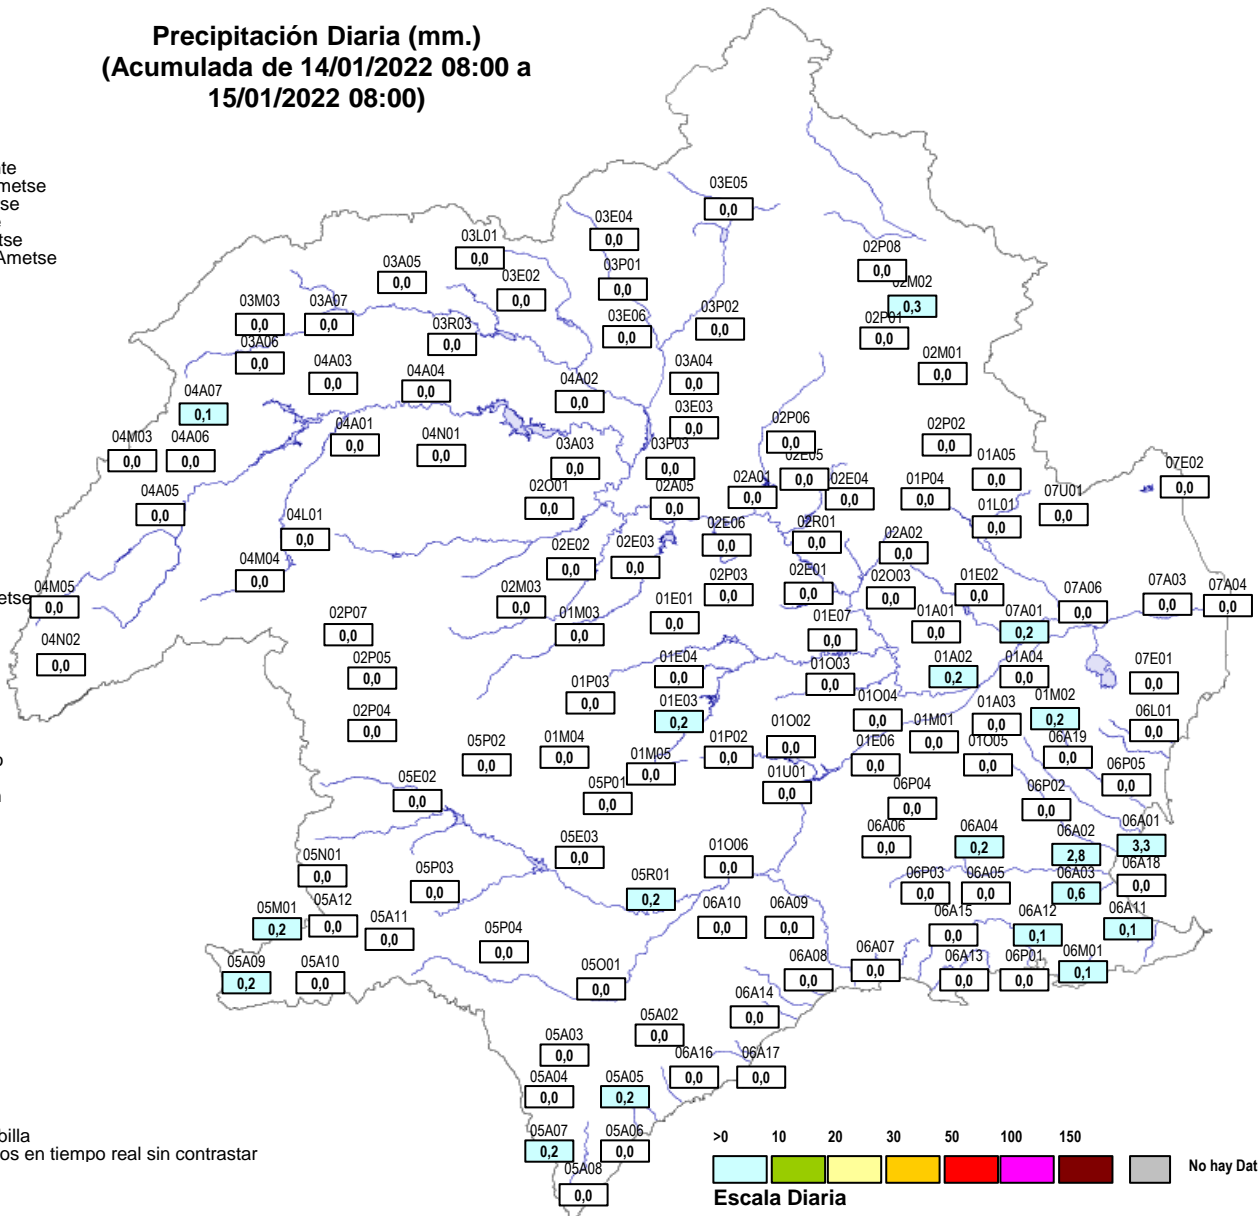 Precipitación Diaria (mm.)
(Acumulada de 14/01/2022 08:00 a
15/01/2022 08:00)
nte
metse
tse
e
tse
Ametse
03E05
0,0
03E04
0,0
03L01
0,0
02P08
0,0
03A05
0,0
03E02
0,0
03P01
0,0
02M02
0,3
03M03
0,0
03A07
0,0
03R03
0,0
03E06
0,0
03P02
0,0
02P01
0,0
03A06
0,0
04A03
0,0
04A04
0,0
04A02
0,0
03A04
0,0
02M01
0,0
04A07
0,1
03E03
0,0
04M03
0,0
04A06
0,0
04A01
0,0
04N01
0,0
03A03
0,0
03P03
0,0
02P06
0,0
02P02
0,0
02E05
0,0
01A05
0,0
07E02
0,0
04A05
0,0
02O01
0,0
02A05
0,0
02A01
0,0
02E04
0,0
01P04
0,0
07U01
0,0
04L01
0,0
02E06
0,0
02R01
0,0
01L01
0,0
02A02
0,0
04M04
0,0
02E02
0,0
02E03
0,0
etse
04M05
0,0
02M03
0,0
02P03
0,0
02E01
0,0
02O03
0,0
01E02
0,0
07A06
0,0
07A03
0,0
07A04
0,0
02P07
0,0
01M03
0,0
01E01
0,0
01E07
0,0
01A01
0,0
07A01
0,2
04N02
0,0
02P05
0,0
01E04
0,0
01O03
0,0
01A02
0,2
01A04
0,0
07E01
0,0
02P04
0,0
01P03
0,0
01E03
0,2
01O04
0,0
01A03
0,0
01M02
0,2
06L01
0,0
o
05P02
0,0
01M04
0,0
01M05
0,0
01P02
0,0
01O02
0,0
01E06
0,0
01M01
0,0
01O05
0,0
06A19
0,0
05E02
0,0
05P01
0,0
01U01
0,0
06P04
0,0
06P02
0,0
06P05
0,0
05E03
0,0
01O06
0,0
06A06
0,0
06A04
0,2
06A02
2,8
06A01
3,3
05N01
0,0
05P03
0,0
05R01
0,2
06P03
0,0
06A05
0,0
06A03
0,6
06A18
0,0
05M01
0,2
05A12
0,0
05A11
0,0
06A10
0,0
06A09
0,0
06A15
0,0
06A12
0,1
06A11
0,1
05A09
0,2
05A10
0,0
05P04
0,0
05O01
0,0
06A08
0,0
06A07
0,0
06A13
0,0
06P01
0,0
06M01
0,1
05A03
0,0
05A02
0,0
06A14
0,0
05A04
0,0
05A05
0,2
06A16
0,0
06A17
0,0
05A07
0,2
05A06
0,0
05A08
0,0
billa
os en tiempo real sin contrastar
>0 10 20 30 50 100 150
No hay Dat
Escala Diaria